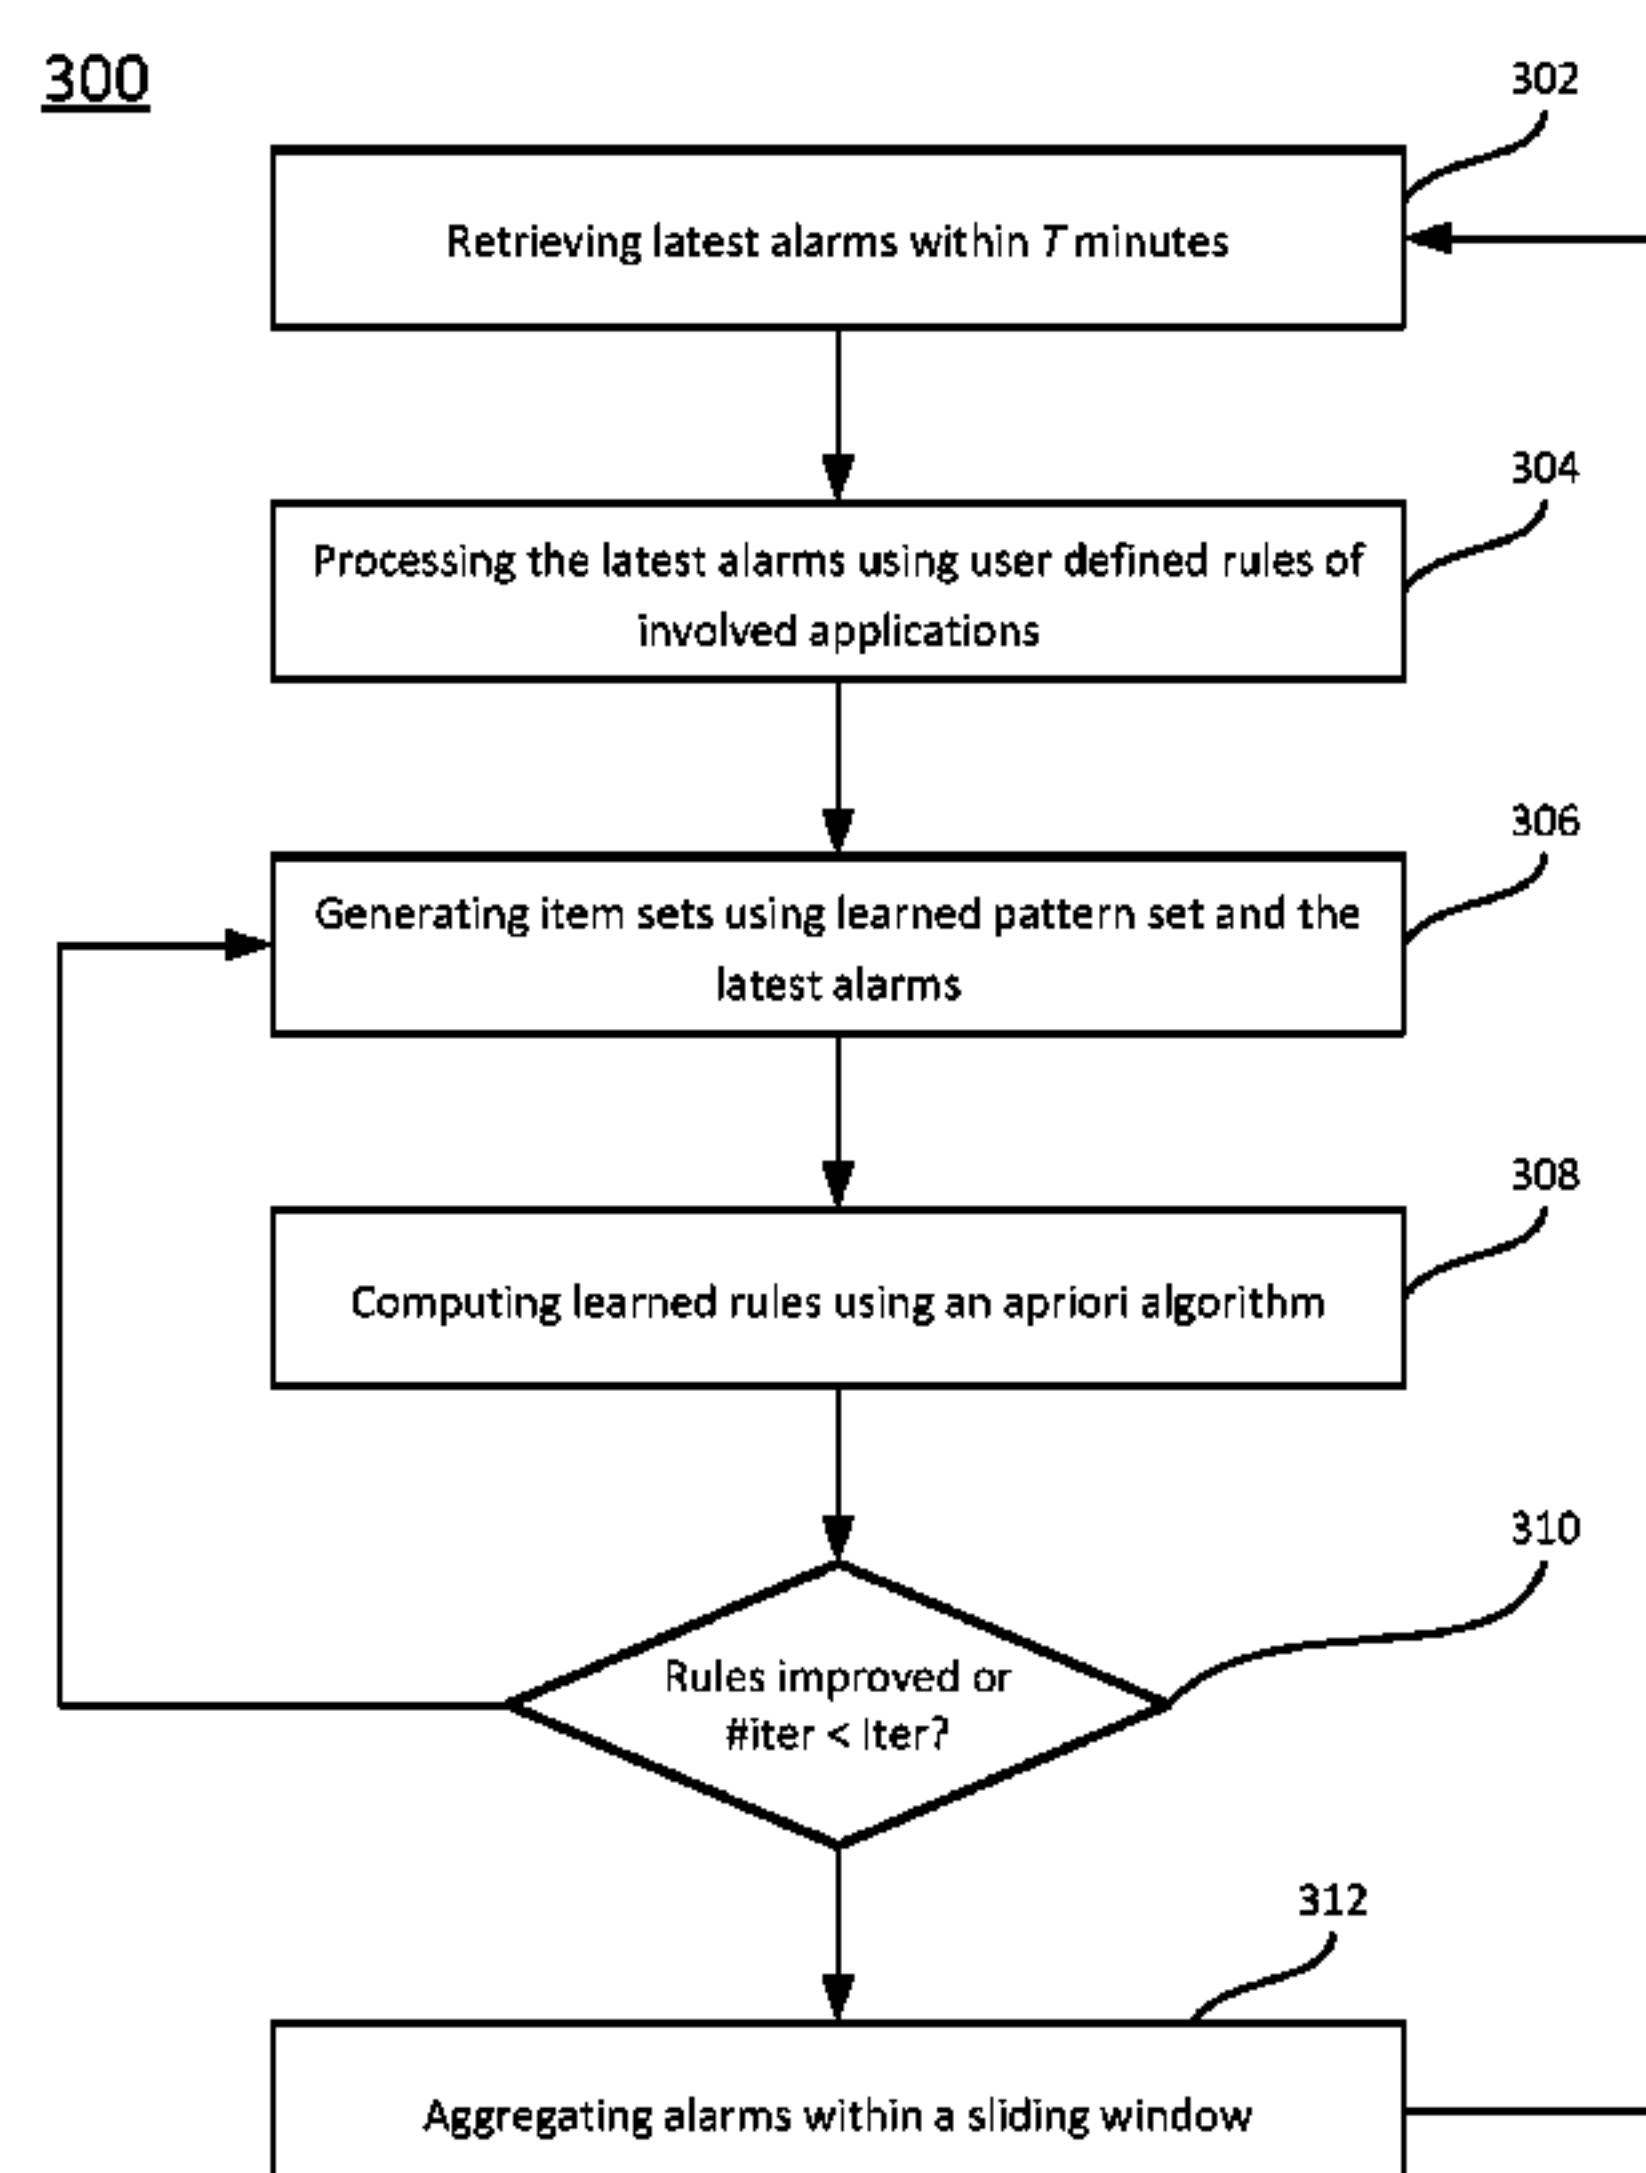 300
302
Retrieving latest alarms within T minutes
304
Processing the latest alarms using user defined rules of
involved applications
306
Generating item sets using learned pattern set and the
latest alarms
308
Computing learned rules using an apriori algorithm
310
Rules improved or
#iter < Iter?
312
Aggregating alarms within a sliding window